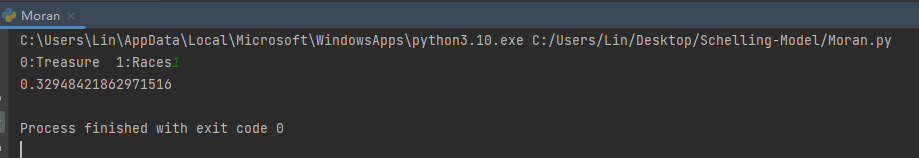 Moran
C:\Users\Lin\AppData\Local\Microsoft\WindowsApps\python3.10.exe C:/Users/Lin/Desktop/Schelling-Model/Moran.py
0:Treasure  1:Races1
0.32948421862971516
Process finished with exit code 0